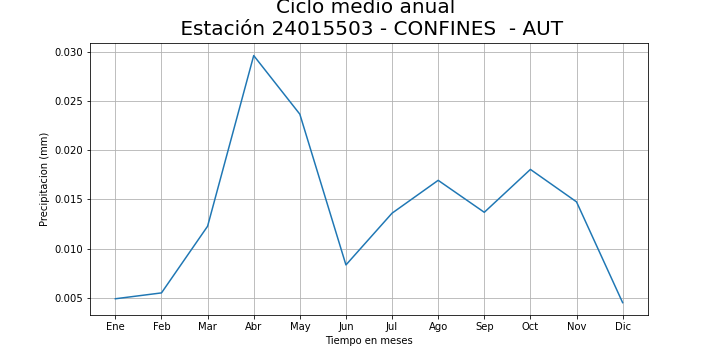 Ciclo medio anual
Estación 24015503 - CONFINES  - AUT
Precipitacion (mm)
0.030
0.025
0.020
0.015
0.010
0.005
Ene Feb Mar Abr May Jun Jul Ago Sep Oct Nov Dic
Tiempo en meses